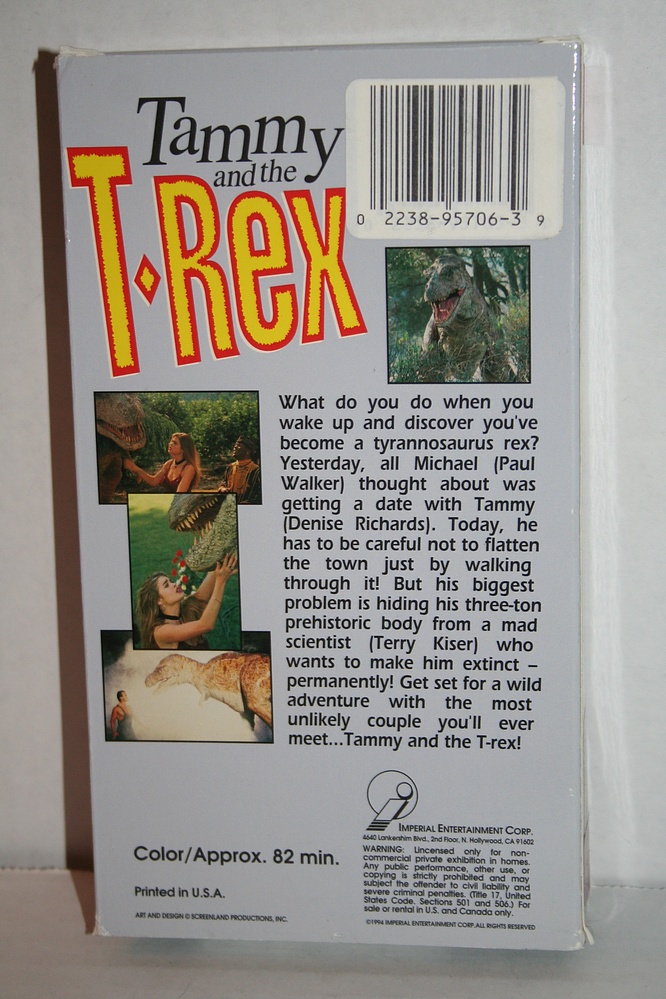 Tammy
and the
T·Rex
0 2238-95706-3 9
What do you do when you
wake up and discover you've
become a tyrannosaurus rex?
Yesterday, all Michael (Paul
Walker) thought about was
getting a date with Tammy
(Denise Richards). Today, he
has to be careful not to flatten
the town just by walking
through it! But his biggest
problem is hiding his three-ton
prehistoric body from a mad
scientist (Terry Kiser) who
wants to make him extinct –
permanently! Get set for a wild
adventure with the most
unlikely couple you'll ever
meet...Tammy and the T-rex!
Color/Approx. 82 min.
Printed in U.S.A.
ART AND DESIGN © SCREENLAND PRODUCTIONS, INC.
IMPERIAL ENTERTAINMENT CORP.
4640 Lankershim Blvd., 2nd Floor, N. Hollywood, CA 91602
WARNING: Lincensed only for non-
commercial private exhibition in homes.
Any public performance, other use, or
copying is strictly prohibited and may
subject the offender to civil liability and
severe criminal penalties. (Title 17, United
States Code. Sections 501 and 506.) For
sale or rental in U.S. and Canada only.
©1994 IMPERIAL ENTERTAINMENT CORP. ALL RIGHTS RESERVED